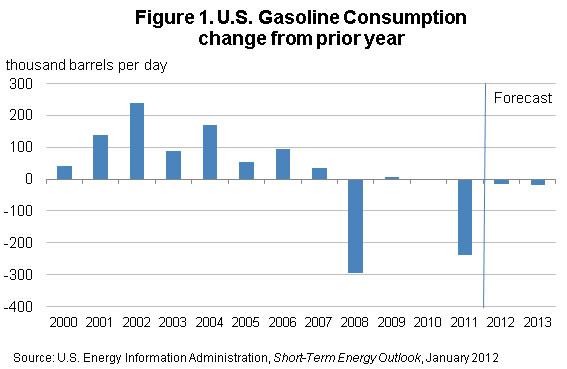 Figure 1. U.S. Gasoline Consumption
change from prior year
thousand barrels per day
300
Forecast
200
100
0
-100
-200
-300
-400
2000 2001 2002 2003 2004 2005 2006 2007 2008 2009 2010 2011 2012 2013
Source: U.S. Energy Information Administration, Short-Term Energy Outlook, January 2012